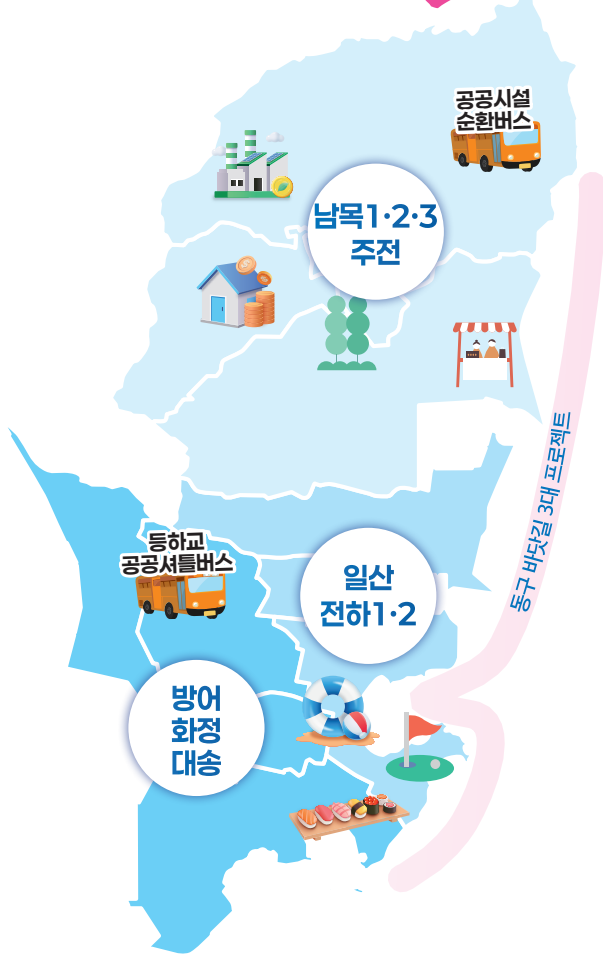 공공시설
순환버스
남목1·2·3
주전
동구 바닷길 3대 프로젝트
등하교
공공셔틀버스
일산
전하1·2
방어
화정
대송